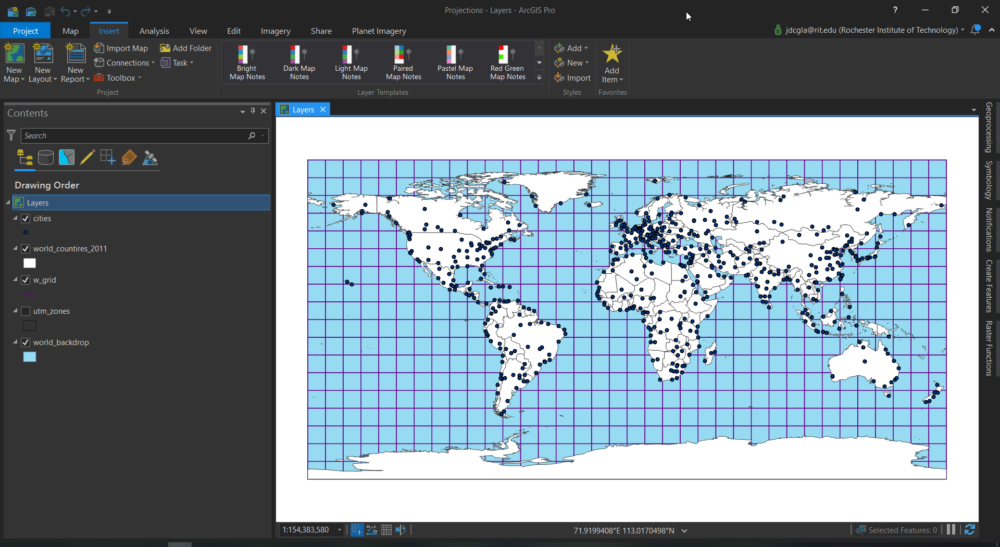 Projections - Layers - ArcGIS Pro
?
Project Map Insert Analysis View Edit Imagery Share Planet Imagery
jdcgla@rit.edu (Rochester Institute of Technology)
New Map
New Layout
New Report
Import Map
Connections
Toolbox
Add Folder
Task
Project
Bright Map Notes
Dark Map Notes
Light Map Notes
Paired Map Notes
Pastel Map Notes
Red Green Map Notes
Layer Templates
Add
New
Import
Styles
Add Item
Favorites
Contents
Search
Drawing Order
Layers
cities
world_countires_2011
w_grid
utm_zones
world_backdrop
Layers
Geoprocessing
Symbology
Notifications
Create Features
Raster Functions
1:154,383,580
N
71.9199408°E 113.0170498°N
Selected Features: 0